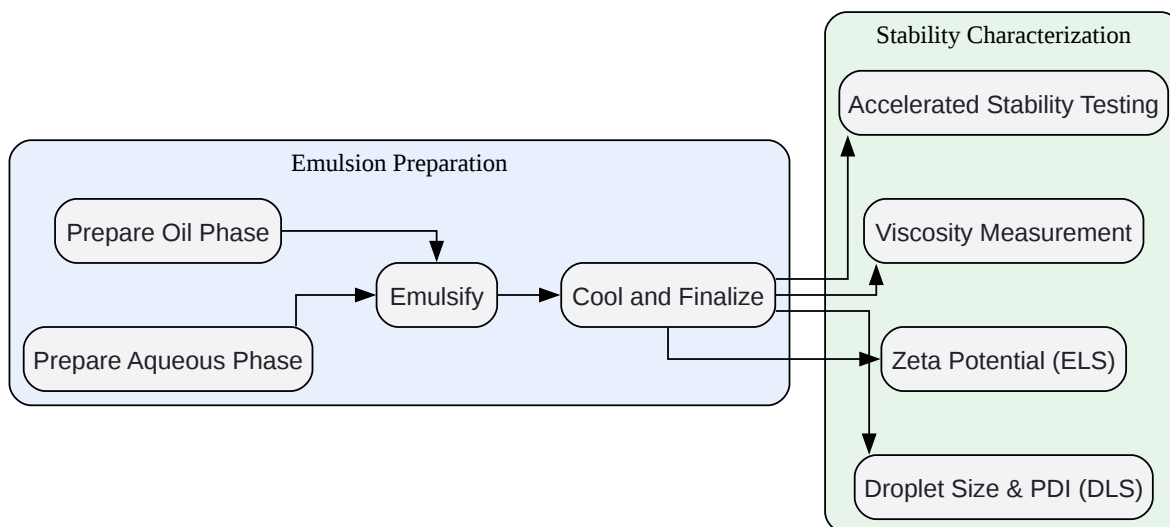 Stability Characterization
Accelerated Stability Testing
Emulsion Preparation
Prepare Oil Phase
Viscosity Measurement
Emulsify
Cool and Finalize
Prepare Aqueous Phase
Zeta Potential (ELS)
Droplet Size & PDI (DLS)